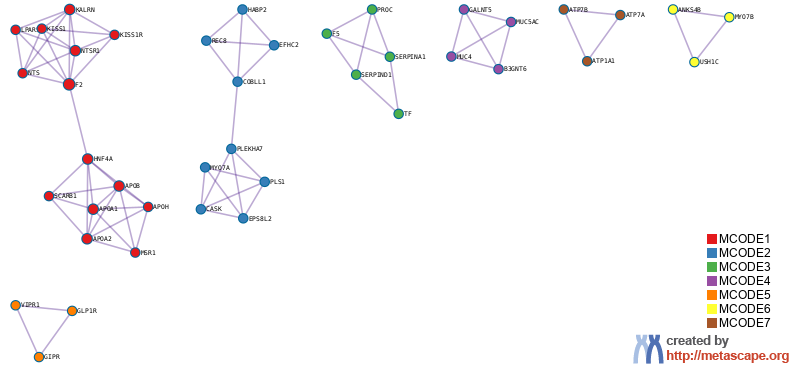 KALRN
LPAR5
KISS1
KISS1R
NTSR1
NTS
F2
HNF4A
APOB
SCARB1
APOA1
APOH
APOA2
MSR1
HABP2
REC8
EFHC2
COBLL1
PLEKHA7
MYO7A
PLS1
CASK
EPS8L2
PROC
F5
SERPINA1
SERPIND1
TF
GALNT5
MUC5AC
MUC4
B3GNT6
ATP7B
ATP7A
ATP1A1
ANKS4B
MYO7B
USH1C
VIPR1
GLP1R
GIPR
MCODE1
MCODE2
MCODE3
MCODE4
MCODE5
MCODE6
MCODE7
created by
http://metascape.org